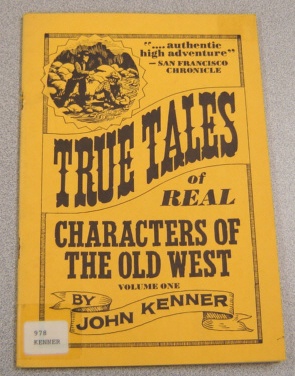 "....authentic
high adventure"
— SAN FRANCISCO
CHRONICLE
TRUE TALES
of
REAL
CHARACTERS OF
THE OLD WEST
VOLUME ONE
BY
JOHN KENNER
978
KENNER